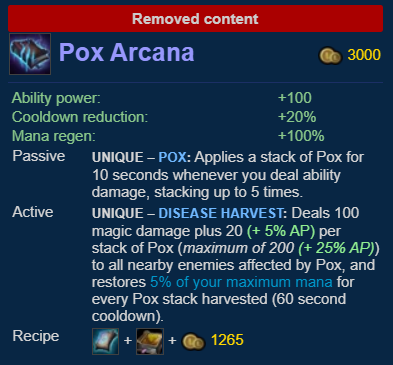 Removed content
Pox Arcana
3000
Ability power: +100
Cooldown reduction: +20%
Mana regen: +100%
Passive UNIQUE – POX: Applies a stack of Pox for
10 seconds whenever you deal ability
damage, stacking up to 5 times.
Active UNIQUE – DISEASE HARVEST: Deals 100
magic damage plus 20 (+ 5% AP) per
stack of Pox (maximum of 200 (+ 25% AP))
to all nearby enemies affected by Pox, and
restores 5% of your maximum mana for
every Pox stack harvested (60 second
cooldown).
Recipe + + 1265